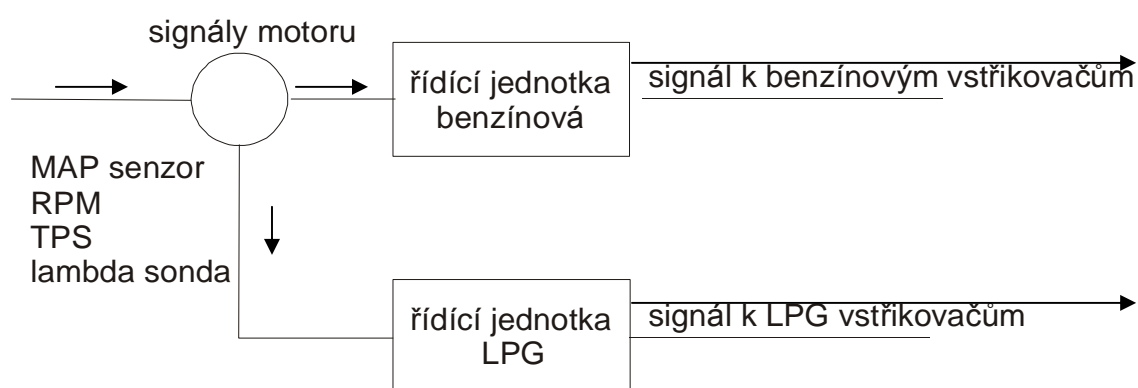 signály motoru
řídící jednotka
benzínová
signál k benzínovým vstřikovačům
MAP senzor
RPM
TPS
lambda sonda
řídící jednotka
LPG
signál k LPG vstřikovačům